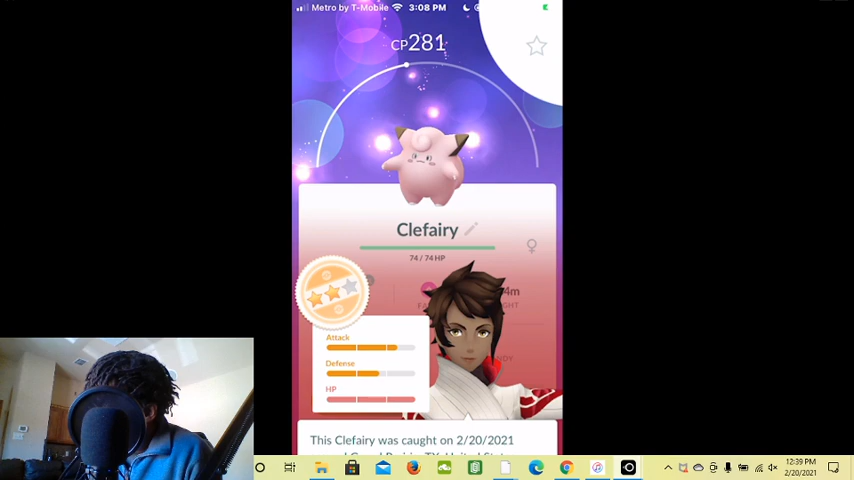 Metro by T-Mobile 3:08 PM
CP281
Clefairy
74 / 74 HP
Attack
Defense
HP
This Clefairy was caught on 2/20/2021
12:39 PM
2/20/2021